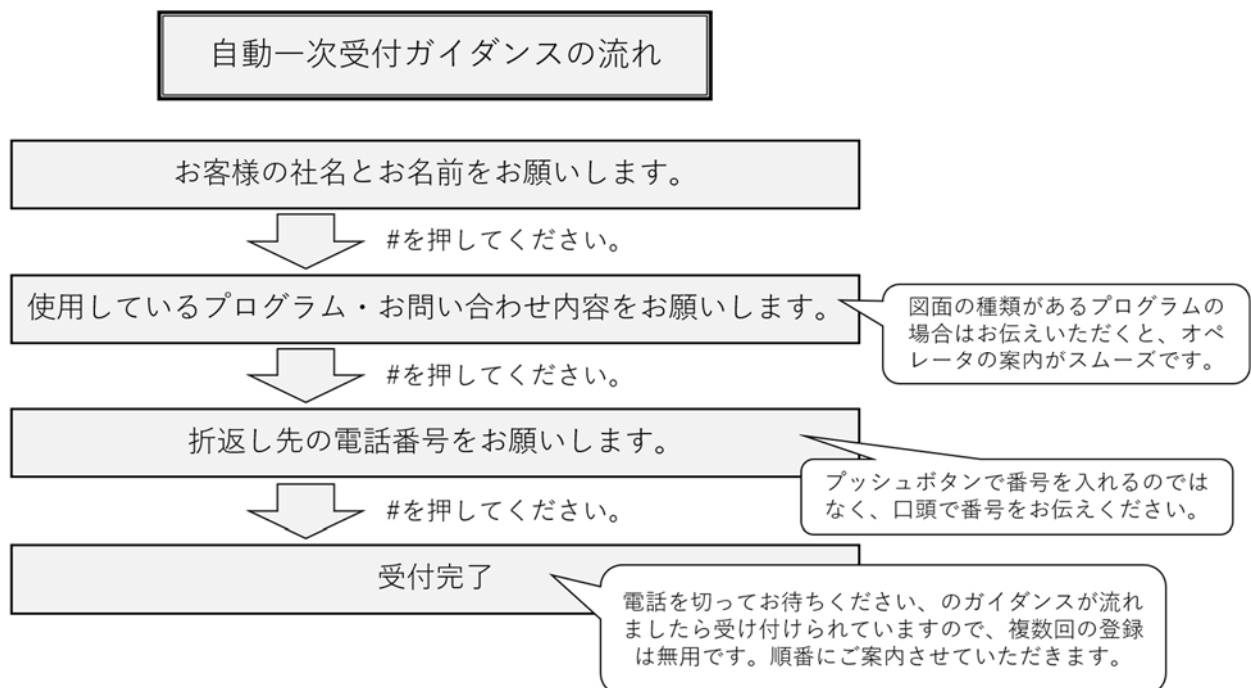 自動一次受付ガイダンスの流れ
お客様の社名とお名前をお願いします。
#を押してください。
使用しているプログラム・お問い合わせ内容をお願いします。
図面の種類があるプログラムの
場合はお伝えいただくと、オペ
レータの案内がスムーズです。
#を押してください。
折返し先の電話番号をお願いします。
プッシュボタンで番号を入れるのでは
なく、口頭で番号をお伝えください。
#を押してください。
受付完了
電話を切ってお待ちください、のガイダンスが流れ
ましたら受け付けられていますので、複数回の登録
は無用です。順番にご案内させていただきます。